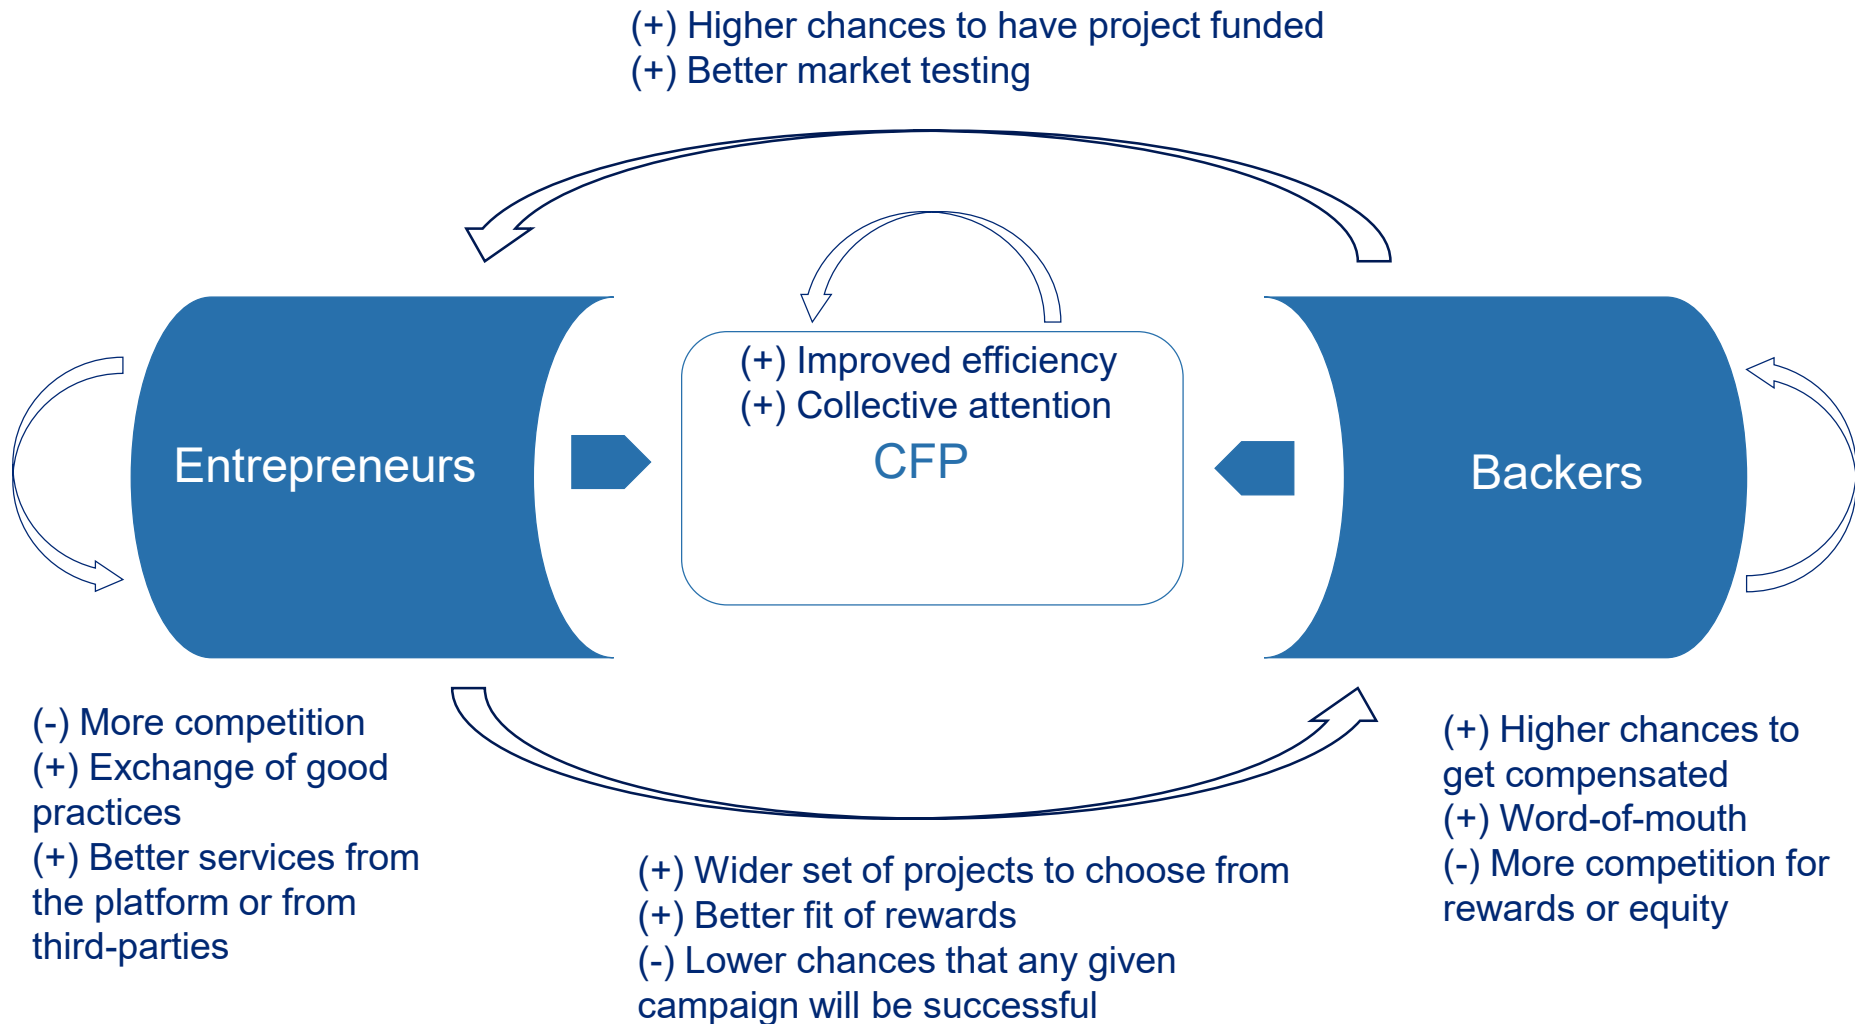 (+) Higher chances to have project funded
(+) Better market testing
(+) Improved efficiency
(+) Collective attention
CFP
Entrepreneurs
Backers
(-) More competition
(+) Exchange of good
practices
(+) Better services from
the platform or from
third-parties
(+) Wider set of projects to choose from
(+) Better fit of rewards
(-) Lower chances that any given
campaign will be successful
(+) Higher chances to
get compensated
(+) Word-of-mouth
(-) More competition for
rewards or equity